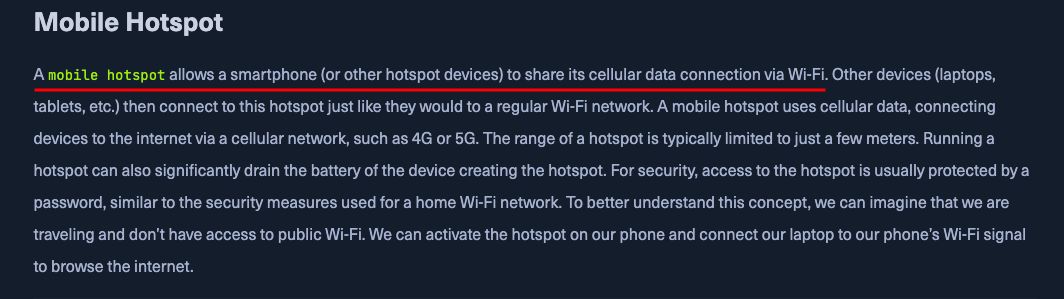 Mobile Hotspot
A mobile hotspot allows a smartphone (or other hotspot devices) to share its cellular data connection via Wi-Fi. Other devices (laptops,
tablets, etc.) then connect to this hotspot just like they would to a regular Wi-Fi network. A mobile hotspot uses cellular data, connecting
devices to the internet via a cellular network, such as 4G or 5G. The range of a hotspot is typically limited to just a few meters. Running a
hotspot can also significantly drain the battery of the device creating the hotspot. For security, access to the hotspot is usually protected by a
password, similar to the security measures used for a home Wi-Fi network. To better understand this concept, we can imagine that we are
traveling and don’t have access to public Wi-Fi. We can activate the hotspot on our phone and connect our laptop to our phone’s Wi-Fi signal
to browse the internet.